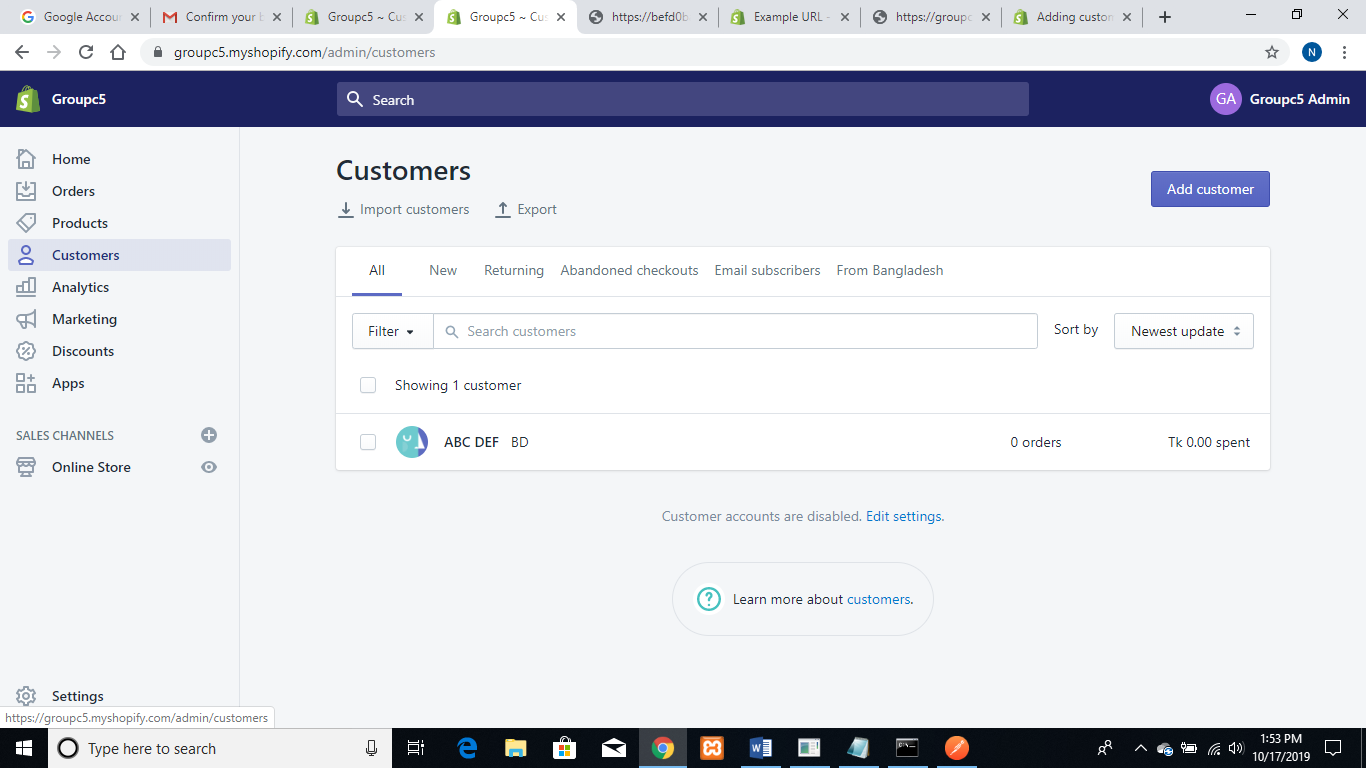 Google Accou
Confirm your b
Groupc5 ~ Cus
Groupc5 ~ Cus
https://befd0b
Example URL -
https://groupc
Adding custom
groupc5.myshopify.com/admin/customers
N
Groupc5
Search
GA
Groupc5 Admin
Home
Orders
Products
Customers
Analytics
Marketing
Discounts
Apps
SALES CHANNELS
Online Store
Settings
https://groupc5.myshopify.com/admin/customers
Customers
Import customers
Export
Add customer
All New Returning Abandoned checkouts Email subscribers From Bangladesh
Filter
Search customers
Sort by
Newest update
Showing 1 customer
ABC DEF BD 0 orders Tk 0.00 spent
Customer accounts are disabled. Edit settings.
Learn more about customers.
Type here to search
1:53 PM
10/17/2019